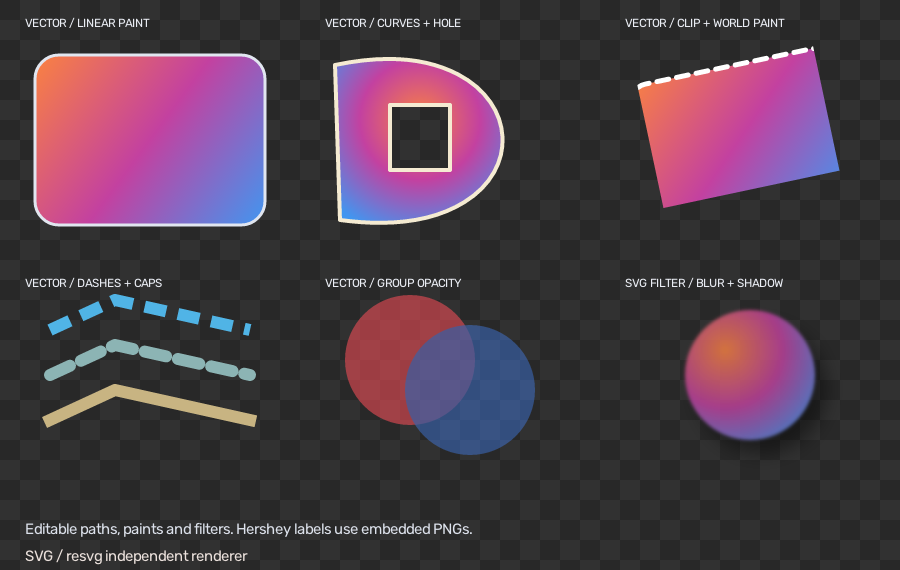 VECTOR / LINEAR PAINT
VECTOR / CURVES + HOLE
VECTOR / CLIP + WORLD PAINT
VECTOR / DASHES + CAPS
VECTOR / GROUP OPACITY
SVG FILTER / BLUR + SHADOW
Editable paths, paints and filters. Hershey labels use embedded PNGs.
SVG / resvg independent renderer